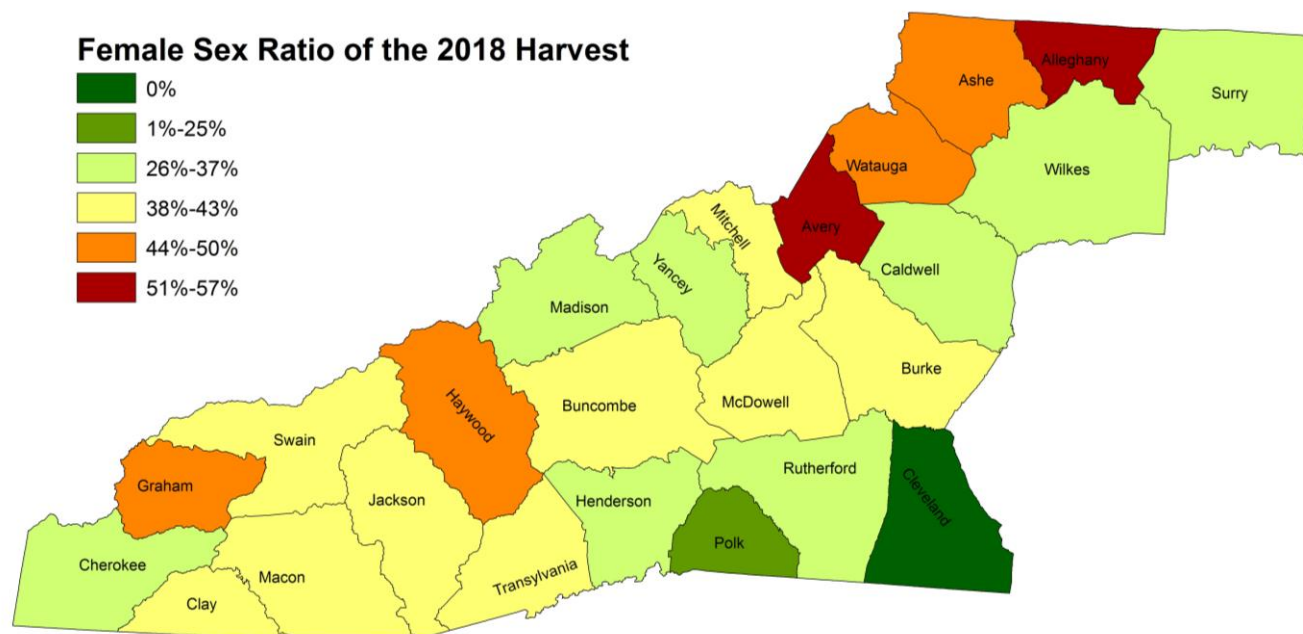 Female Sex Ratio of the 2018 Harvest
0%
1%-25%
26%-37%
38%-43%
44%-50%
51%-57%
Alleghany
Ashe
Surry
Watauga
Wilkes
Mitchell
Avery
Yancey
Caldwell
Madison
Burke
Haywood
Buncombe
McDowell
Swain
Rutherford
Cleveland
Graham
Jackson
Henderson
Polk
Cherokee
Macon
Transylvania
Clay